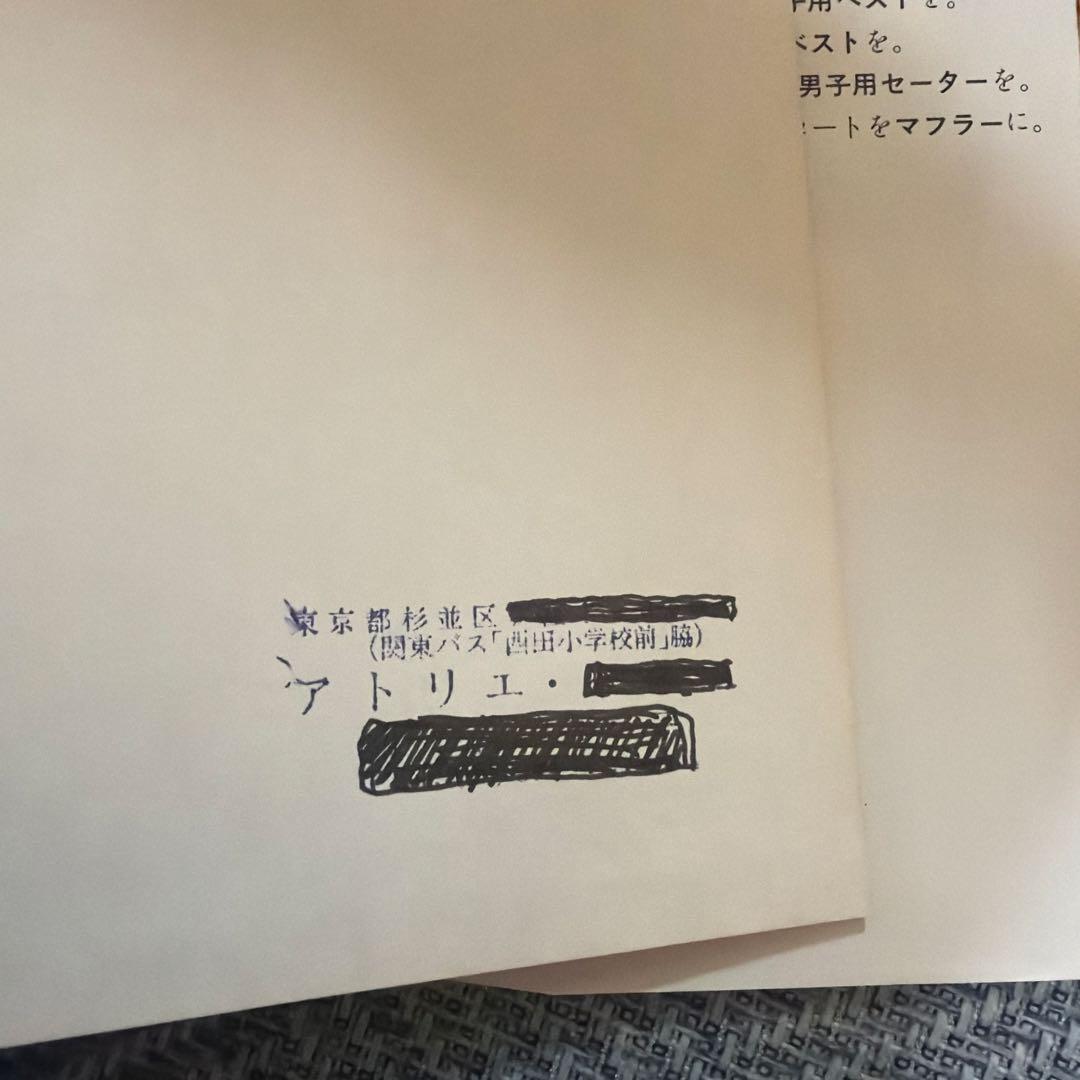 用ベストを。
ベストを。
男子用セーターを。
ートをマフラーに。
東京都杉並区
(関東バス「西田小学校前」脇)
アトリエ・